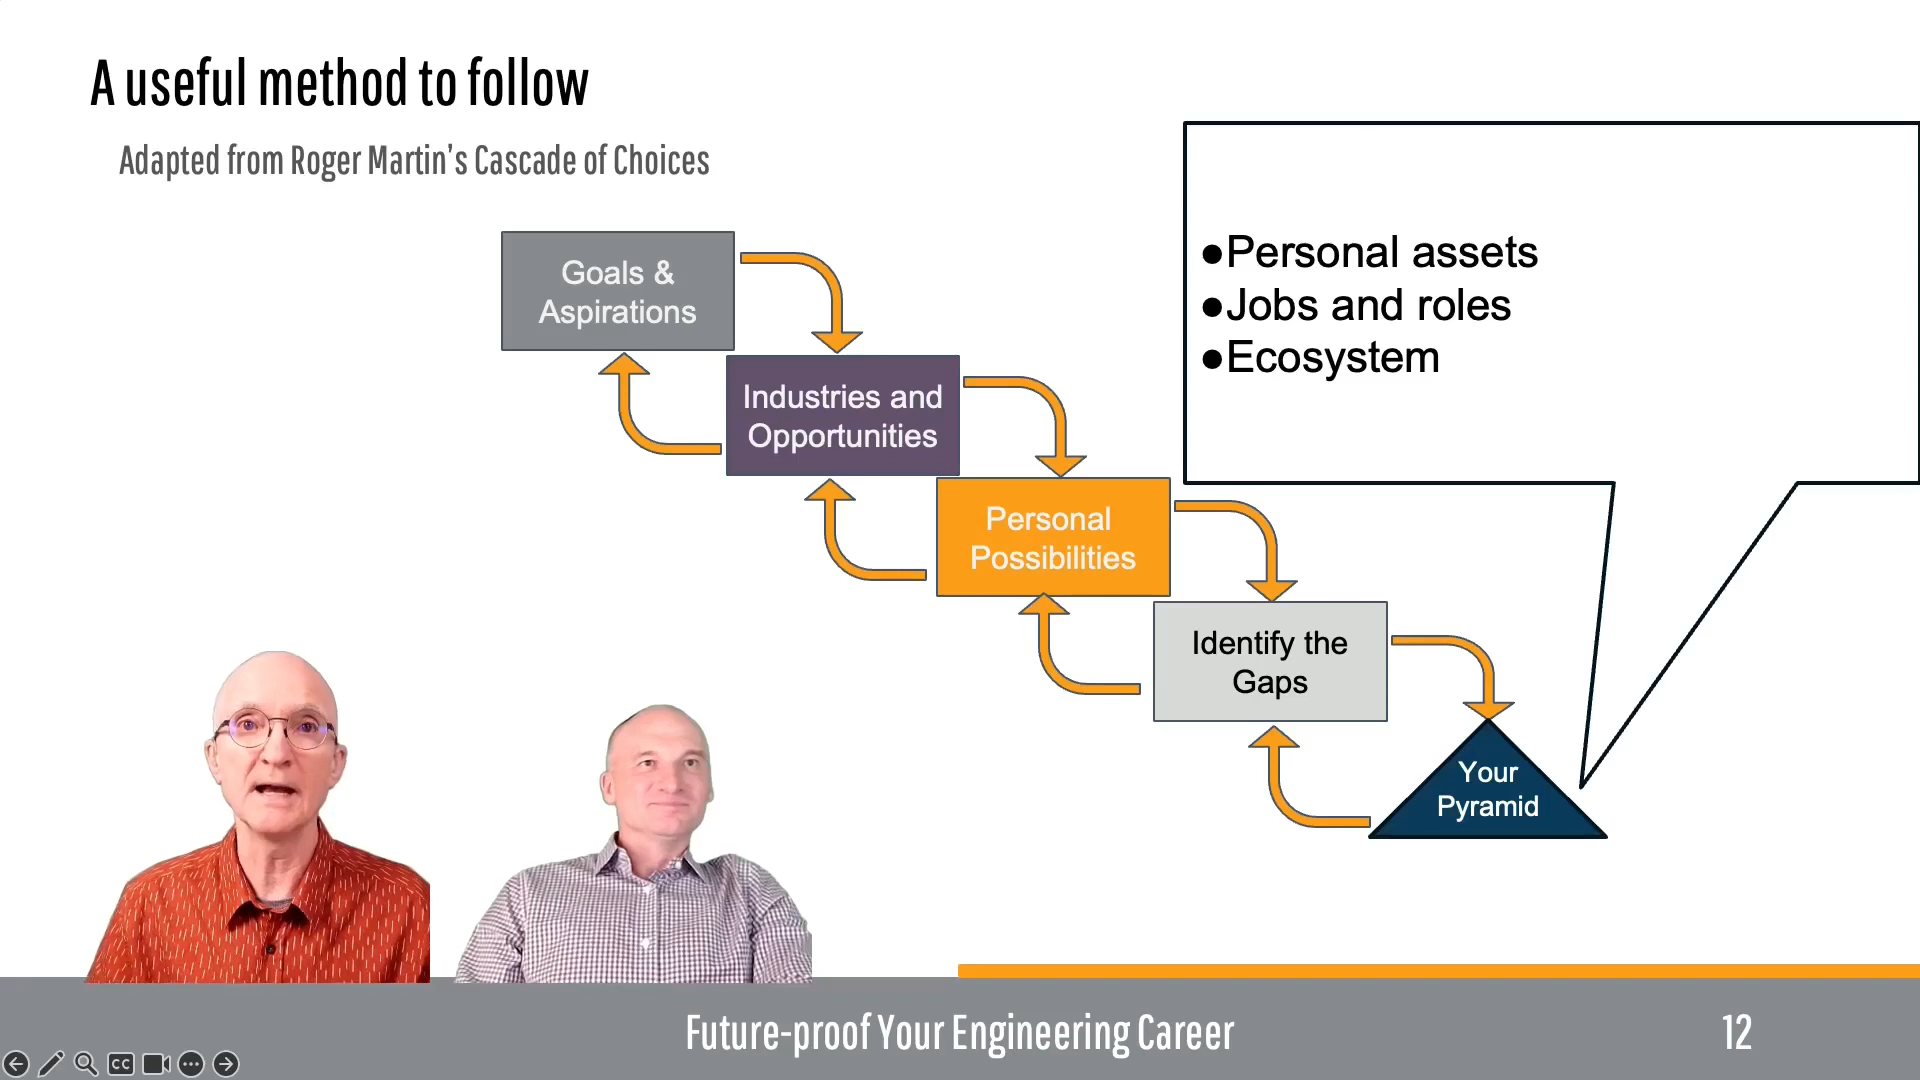 A useful method to follow
Adapted from Roger Martin's Cascade of Choices
Goals &
Aspirations
Industries and
Opportunities
Personal
Possibilities
Identify the
Gaps
Your
Pyramid
●Personal assets
●Jobs and roles
●Ecosystem
Future-proof Your Engineering Career
12
CC